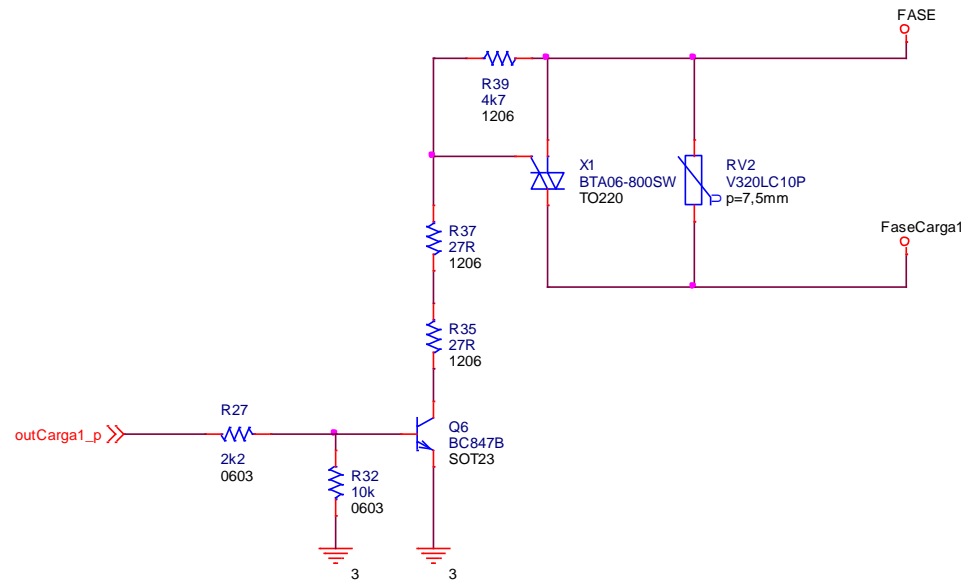 FASE
R39
4k7
1206
X1
BTA06-800SW
TO220
RV2
V320LC10P
p=7,5mm
U
FaseCarga1
R37
27R
1206
R35
27R
1206
outCarga1_p
R27
2k2
0603
Q6
BC847B
SOT23
R32
10k
0603
3
3